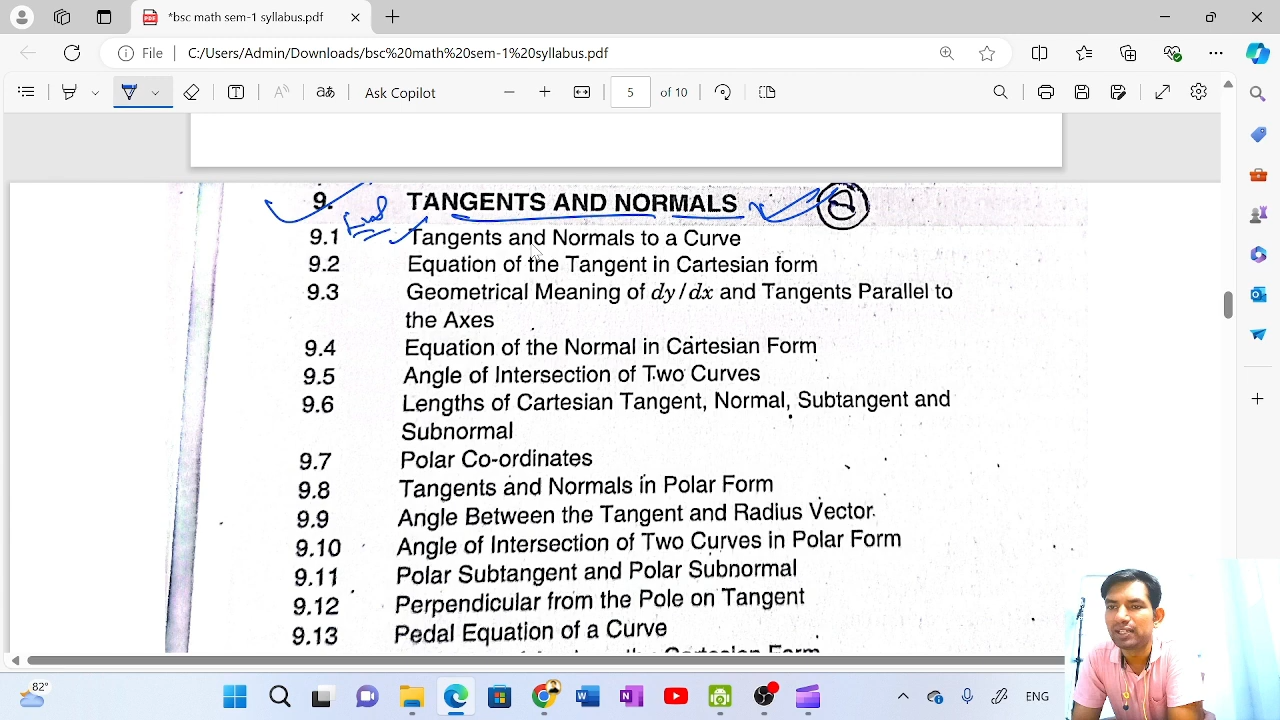 *bsc math sem-1 syllabus.pdf
File
C:/Users/Admin/Downloads/bsc%20math%20sem-1%20syllabus.pdf
Ask Copilot
5
of 10
9. TANGENTS AND NORMALS
9.1 Tangents and Normals to a Curve
9.2 Equation of the Tangent in Cartesian form
9.3 Geometrical Meaning of dy/dx and Tangents Parallel to
the Axes
9.4 Equation of the Normal in Cartesian Form
9.5 Angle of Intersection of Two Curves
9.6 Lengths of Cartesian Tangent, Normal, Subtangent and
Subnormal
9.7 Polar Co-ordinates
9.8 Tangents and Normals in Polar Form
9.9 Angle Between the Tangent and Radius Vector.
9.10 Angle of Intersection of Two Curves in Polar Form
9.11 Polar Subtangent and Polar Subnormal
9.12 Perpendicular from the Pole on Tangent
9.13 Pedal Equation of a Curve
Cartesian Form
82°
ENG